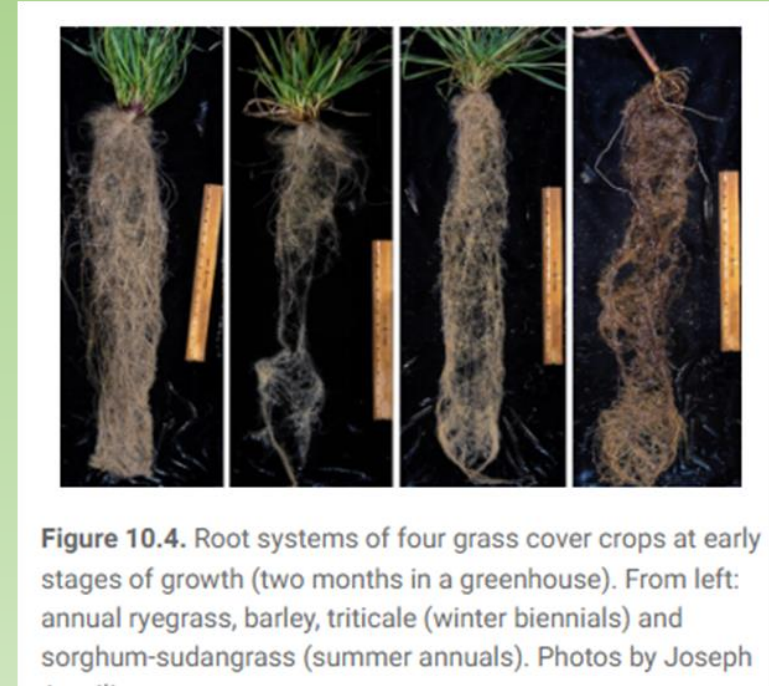 Figure 10.4. Root systems of four grass cover crops at early
stages of growth (two months in a greenhouse). From left:
annual ryegrass, barley, triticale (winter biennials) and
sorghum-sudangrass (summer annuals). Photos by Joseph